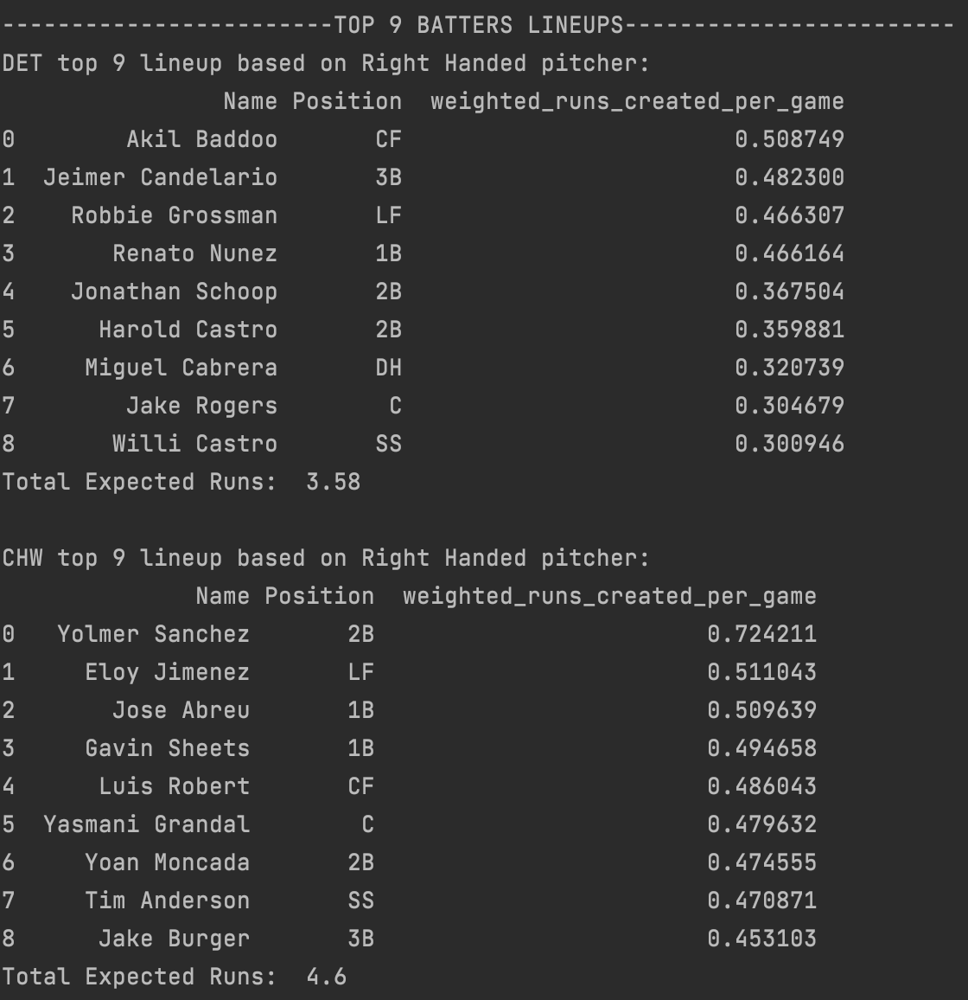 ------------------------TOP 9 BATTERS LINEUPS------------------------
DET top 9 lineup based on Right Handed pitcher:
                Name Position  weighted_runs_created_per_game
0        Akil Baddoo       CF                        0.508749
1  Jeimer Candelario       3B                        0.482300
2    Robbie Grossman       LF                        0.466307
3       Renato Nunez       1B                        0.466164
4    Jonathan Schoop       2B                        0.367504
5      Harold Castro       2B                        0.359881
6     Miguel Cabrera       DH                        0.320739
7        Jake Rogers        C                        0.304679
8       Willi Castro       SS                        0.300946
Total Expected Runs:  3.58

CHW top 9 lineup based on Right Handed pitcher:
              Name Position  weighted_runs_created_per_game
0   Yolmer Sanchez       2B                        0.724211
1     Eloy Jimenez       LF                        0.511043
2       Jose Abreu       1B                        0.509639
3     Gavin Sheets       1B                        0.494658
4      Luis Robert       CF                        0.486043
5  Yasmani Grandal        C                        0.479632
6     Yoan Moncada       2B                        0.474555
7     Tim Anderson       SS                        0.470871
8      Jake Burger       3B                        0.453103
Total Expected Runs:  4.6